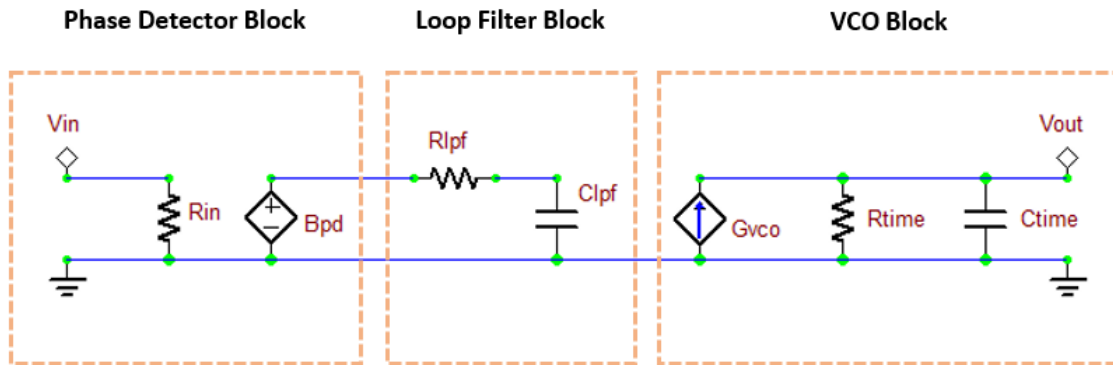 Phase Detector Block
Loop Filter Block
VCO Block
Vin
Rin
Bpd
Rlpf
Clpf
Gvco
Rtime
Ctime
Vout